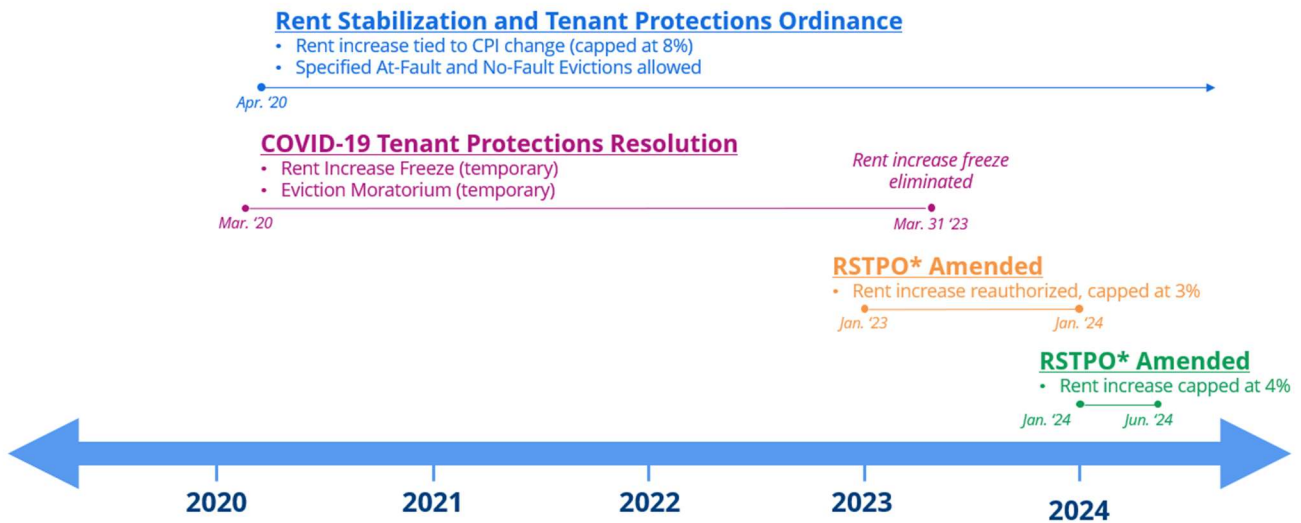 Rent Stabilization and Tenant Protections Ordinance
• Rent increase tied to CPI change (capped at 8%)
• Specified At-Fault and No-Fault Evictions allowed
Apr. ‘20
COVID-19 Tenant Protections Resolution
• Rent Increase Freeze (temporary)
• Eviction Moratorium (temporary)
Rent increase freeze
eliminated
Mar. ‘20
Mar. 31 ‘23
RSTPO* Amended
• Rent increase reauthorized, capped at 3%
Jan. ‘23
Jan. ‘24
RSTPO* Amended
• Rent increase capped at 4%
Jan. ‘24
Jun. ‘24
2020
2021
2022
2023
2024